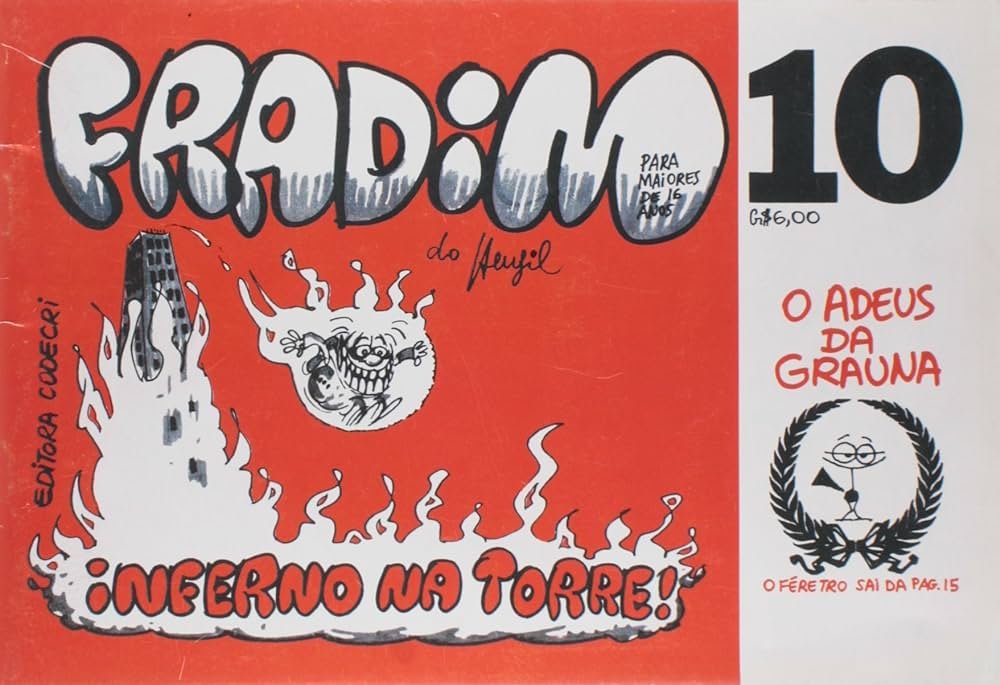 FRADiM
PARA
MAiORES
DE 16
ANOS
do Henfil
EDITORA CODECRI
iNFERNO NA TORRE!
10
Cr$6,00
O ADEUS
DA
GRAUNA
O FÉRETRO SAI DA PAG. 15